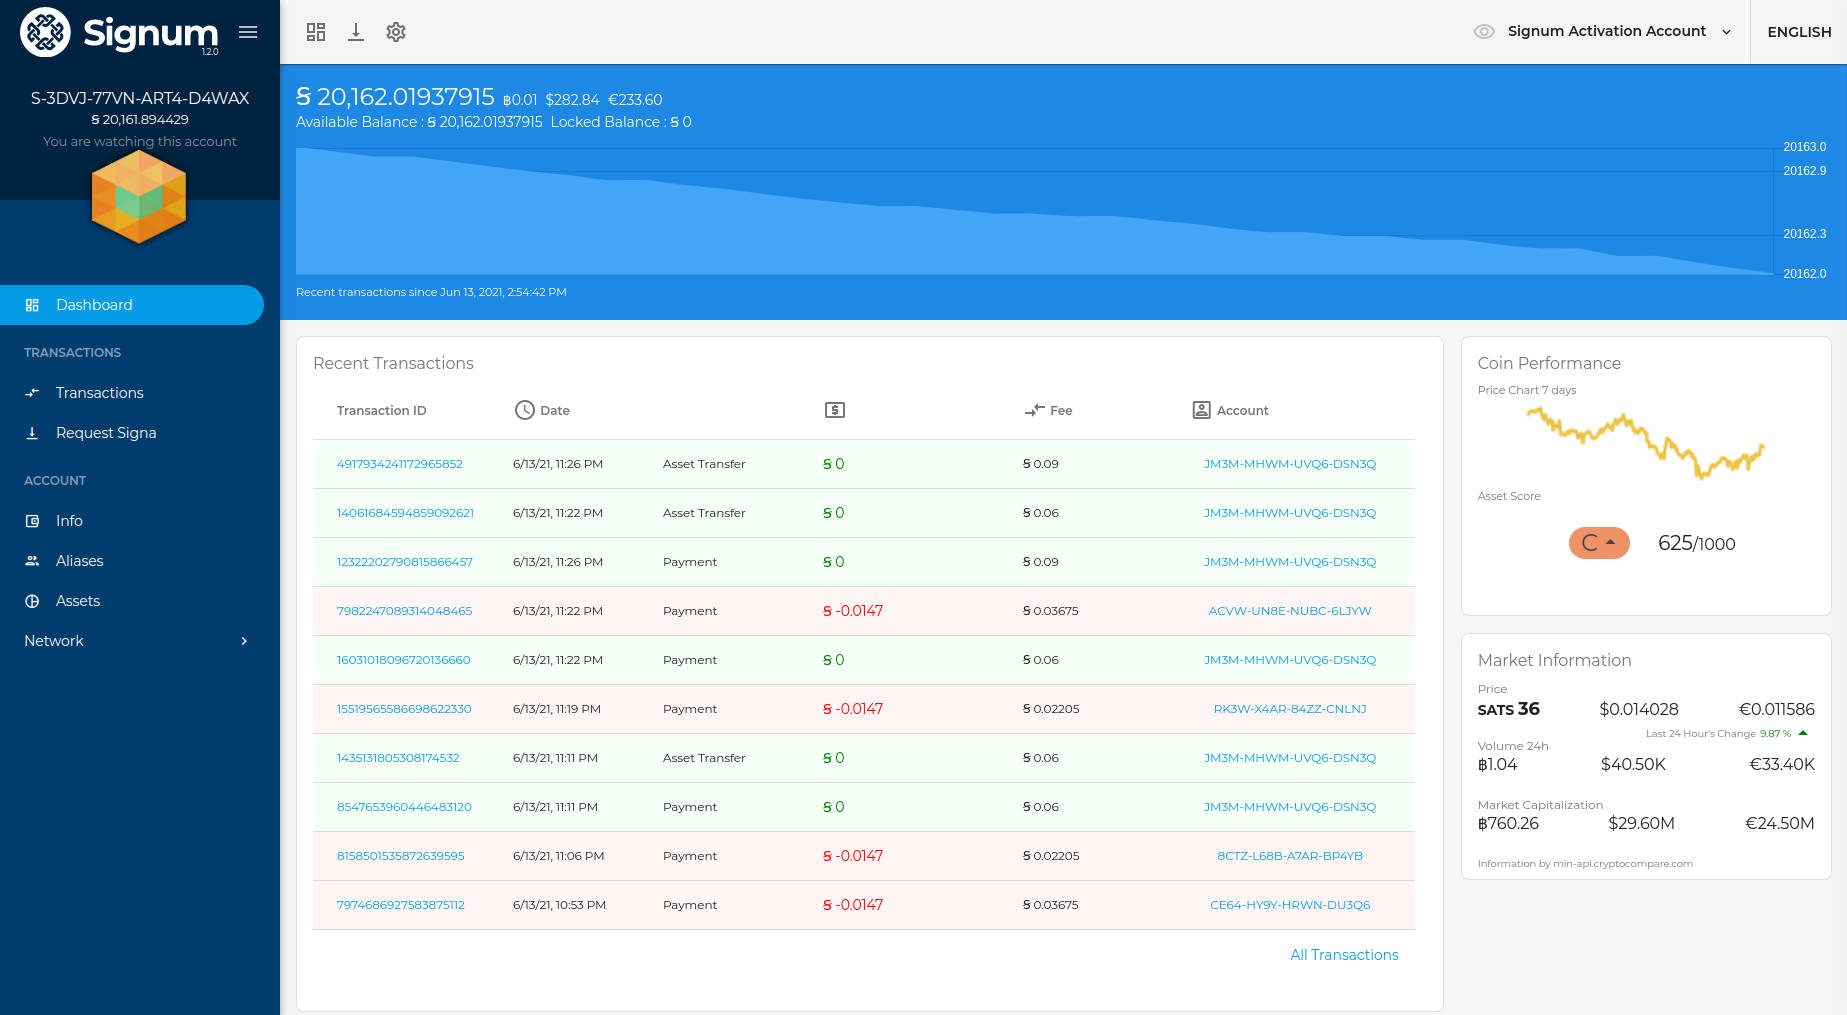 Signum
1.2.0
S-3DVJ-77VN-ART4-D4WAX
Ꞩ 20,161.894429
You are watching this account
Dashboard
TRANSACTIONS
Transactions
Request Signa
ACCOUNT
Info
Aliases
Assets
Network
Signum Activation Account
ENGLISH
Ꞩ 20,162.01937915 ฿0.01 $282.84 €233.60
Available Balance : Ꞩ 20,162.01937915 Locked Balance : Ꞩ 0
20163.0
20162.9
20162.3
20162.0
Recent transactions since Jun 13, 2021, 2:54:42 PM
Recent Transactions
Transaction ID Date Fee Account
4917934241172965852 6/13/21, 11:26 PM Asset Transfer Ꞩ 0 Ꞩ 0.09 JM3M-MHWM-UVQ6-DSN3Q
14061684594859092621 6/13/21, 11:22 PM Asset Transfer Ꞩ 0 Ꞩ 0.06 JM3M-MHWM-UVQ6-DSN3Q
12322202790815866457 6/13/21, 11:26 PM Payment Ꞩ 0 Ꞩ 0.09 JM3M-MHWM-UVQ6-DSN3Q
7982247089314048465 6/13/21, 11:22 PM Payment Ꞩ -0.0147 Ꞩ 0.03675 ACVW-UN8E-NUBC-6LJYW
16031018096720136660 6/13/21, 11:22 PM Payment Ꞩ 0 Ꞩ 0.06 JM3M-MHWM-UVQ6-DSN3Q
15519565586698622330 6/13/21, 11:19 PM Payment Ꞩ -0.0147 Ꞩ 0.02205 RK3W-X4AR-84ZZ-CNLNJ
1435131805308174532 6/13/21, 11:11 PM Asset Transfer Ꞩ 0 Ꞩ 0.06 JM3M-MHWM-UVQ6-DSN3Q
8547653960446483120 6/13/21, 11:11 PM Payment Ꞩ 0 Ꞩ 0.06 JM3M-MHWM-UVQ6-DSN3Q
8158501535872639595 6/13/21, 11:06 PM Payment Ꞩ -0.0147 Ꞩ 0.02205 8CTZ-L68B-A7AR-BP4YB
7974686927583875112 6/13/21, 10:53 PM Payment Ꞩ -0.0147 Ꞩ 0.03675 CE64-HY9Y-HRWN-DU3Q6
All Transactions
Coin Performance
Price Chart 7 days
Asset Score
C 625/1000
Market Information
Price
SATS 36 $0.014028 €0.011586
Last 24 Hour's Change 9.87 %
Volume 24h
฿1.04 $40.50K €33.40K
Market Capitalization
฿760.26 $29.60M €24.50M
Information by min-api.cryptocompare.com